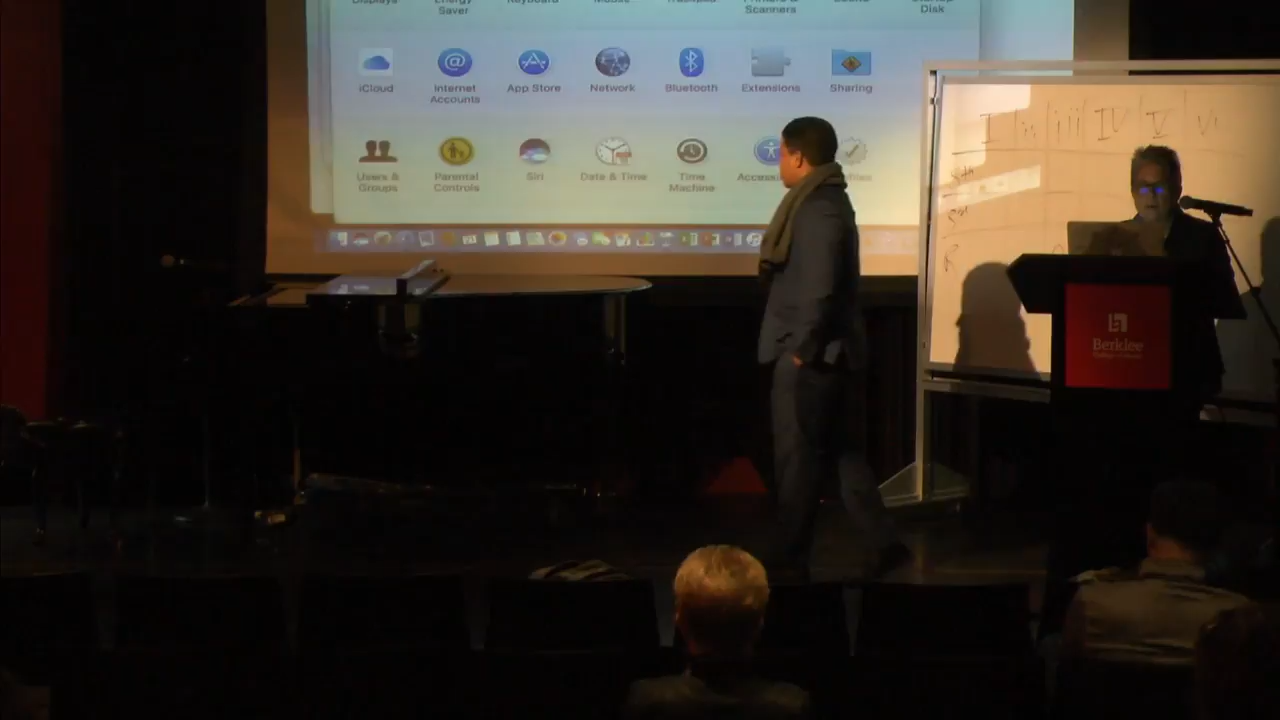 Displays Energy Saver Keyboard Mouse Trackpad Printers & Scanners Startup Disk
iCloud Internet Accounts App Store Network Bluetooth Extensions Sharing
Users & Groups Parental Controls Siri Date & Time Time Machine
I ii iii IV V vi
Berklee